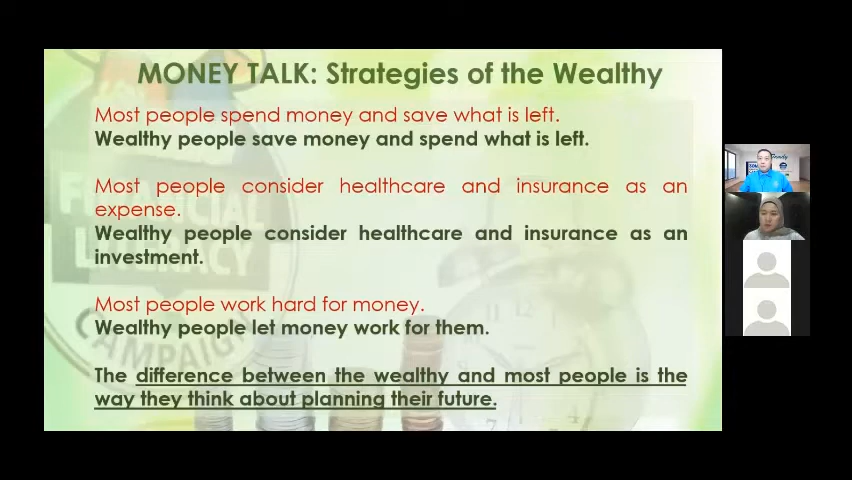 MONEY TALK: Strategies of the Wealthy
Most people spend money and save what is left.
Wealthy people save money and spend what is left.
Most people consider healthcare and insurance as an
expense.
Wealthy people consider healthcare and insurance as an
investment.
Most people work hard for money.
Wealthy people let money work for them.
The difference between the wealthy and most people is the
way they think about planning their future.
FINANCIAL
LITERACY
CAMPAIGN